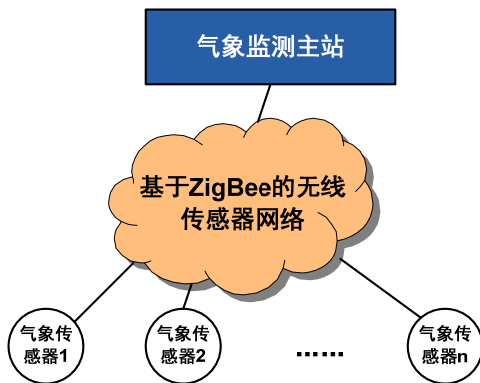 气象监测主站
基于ZigBee的无线
传感器网络
气象传
感器1
气象传
感器2
......
气象传
感器n